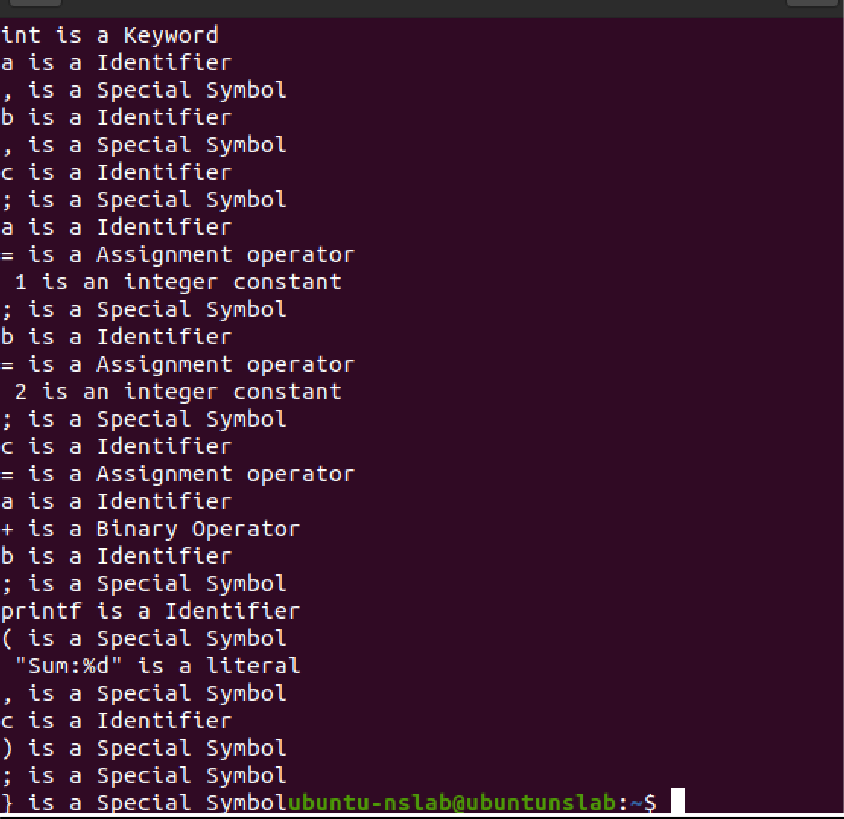 int is a Keyword
a is a Identifier
, is a Special Symbol
b is a Identifier
, is a Special Symbol
c is a Identifier
; is a Special Symbol
a is a Identifier
= is a Assignment operator
 1 is an integer constant
; is a Special Symbol
b is a Identifier
= is a Assignment operator
 2 is an integer constant
; is a Special Symbol
c is a Identifier
= is a Assignment operator
a is a Identifier
+ is a Binary Operator
b is a Identifier
; is a Special Symbol
printf is a Identifier
( is a Special Symbol
 "Sum:%d" is a literal
, is a Special Symbol
c is a Identifier
) is a Special Symbol
; is a Special Symbol
} is a Special Symbolubuntu-nslab@ubuntunslab:~$